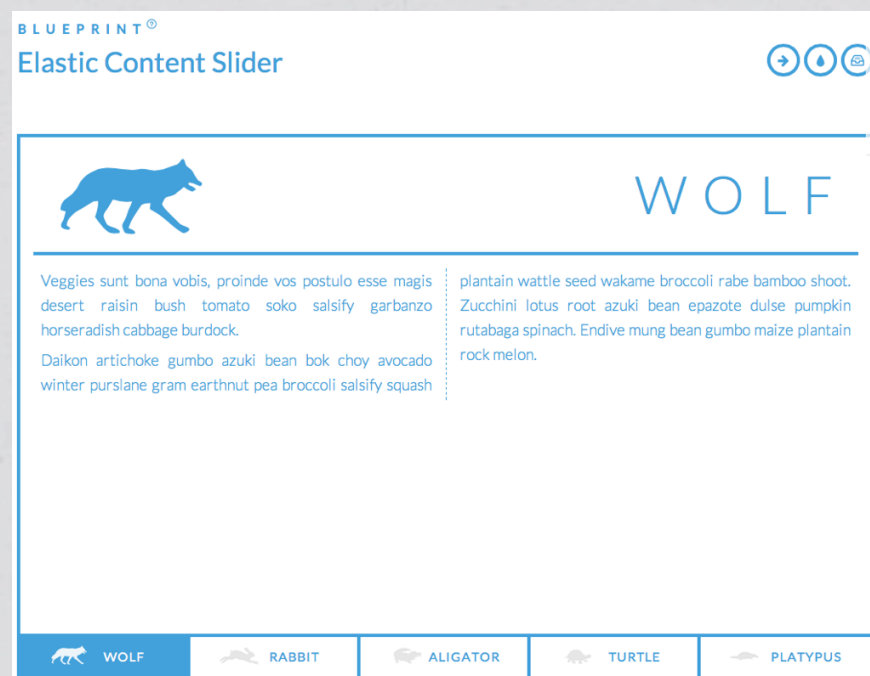 BLUEPRINT
Elastic Content Slider
WOLF
Veggies sunt bona vobis, proinde vos postulo esse magis
desert raisin bush tomato soko salsify garbanzo
horseradish cabbage burdock.
Daikon artichoke gumbo azuki bean bok choy avocado
winter purslane gram earthnut pea broccoli salsify squash
plantain wattle seed wakame broccoli rabe bamboo shoot.
Zucchini lotus root azuki bean epazote dulse pumpkin
rutabaga spinach. Endive mung bean gumbo maize plantain
rock melon.
WOLF
RABBIT
ALIGATOR
TURTLE
PLATYPUS